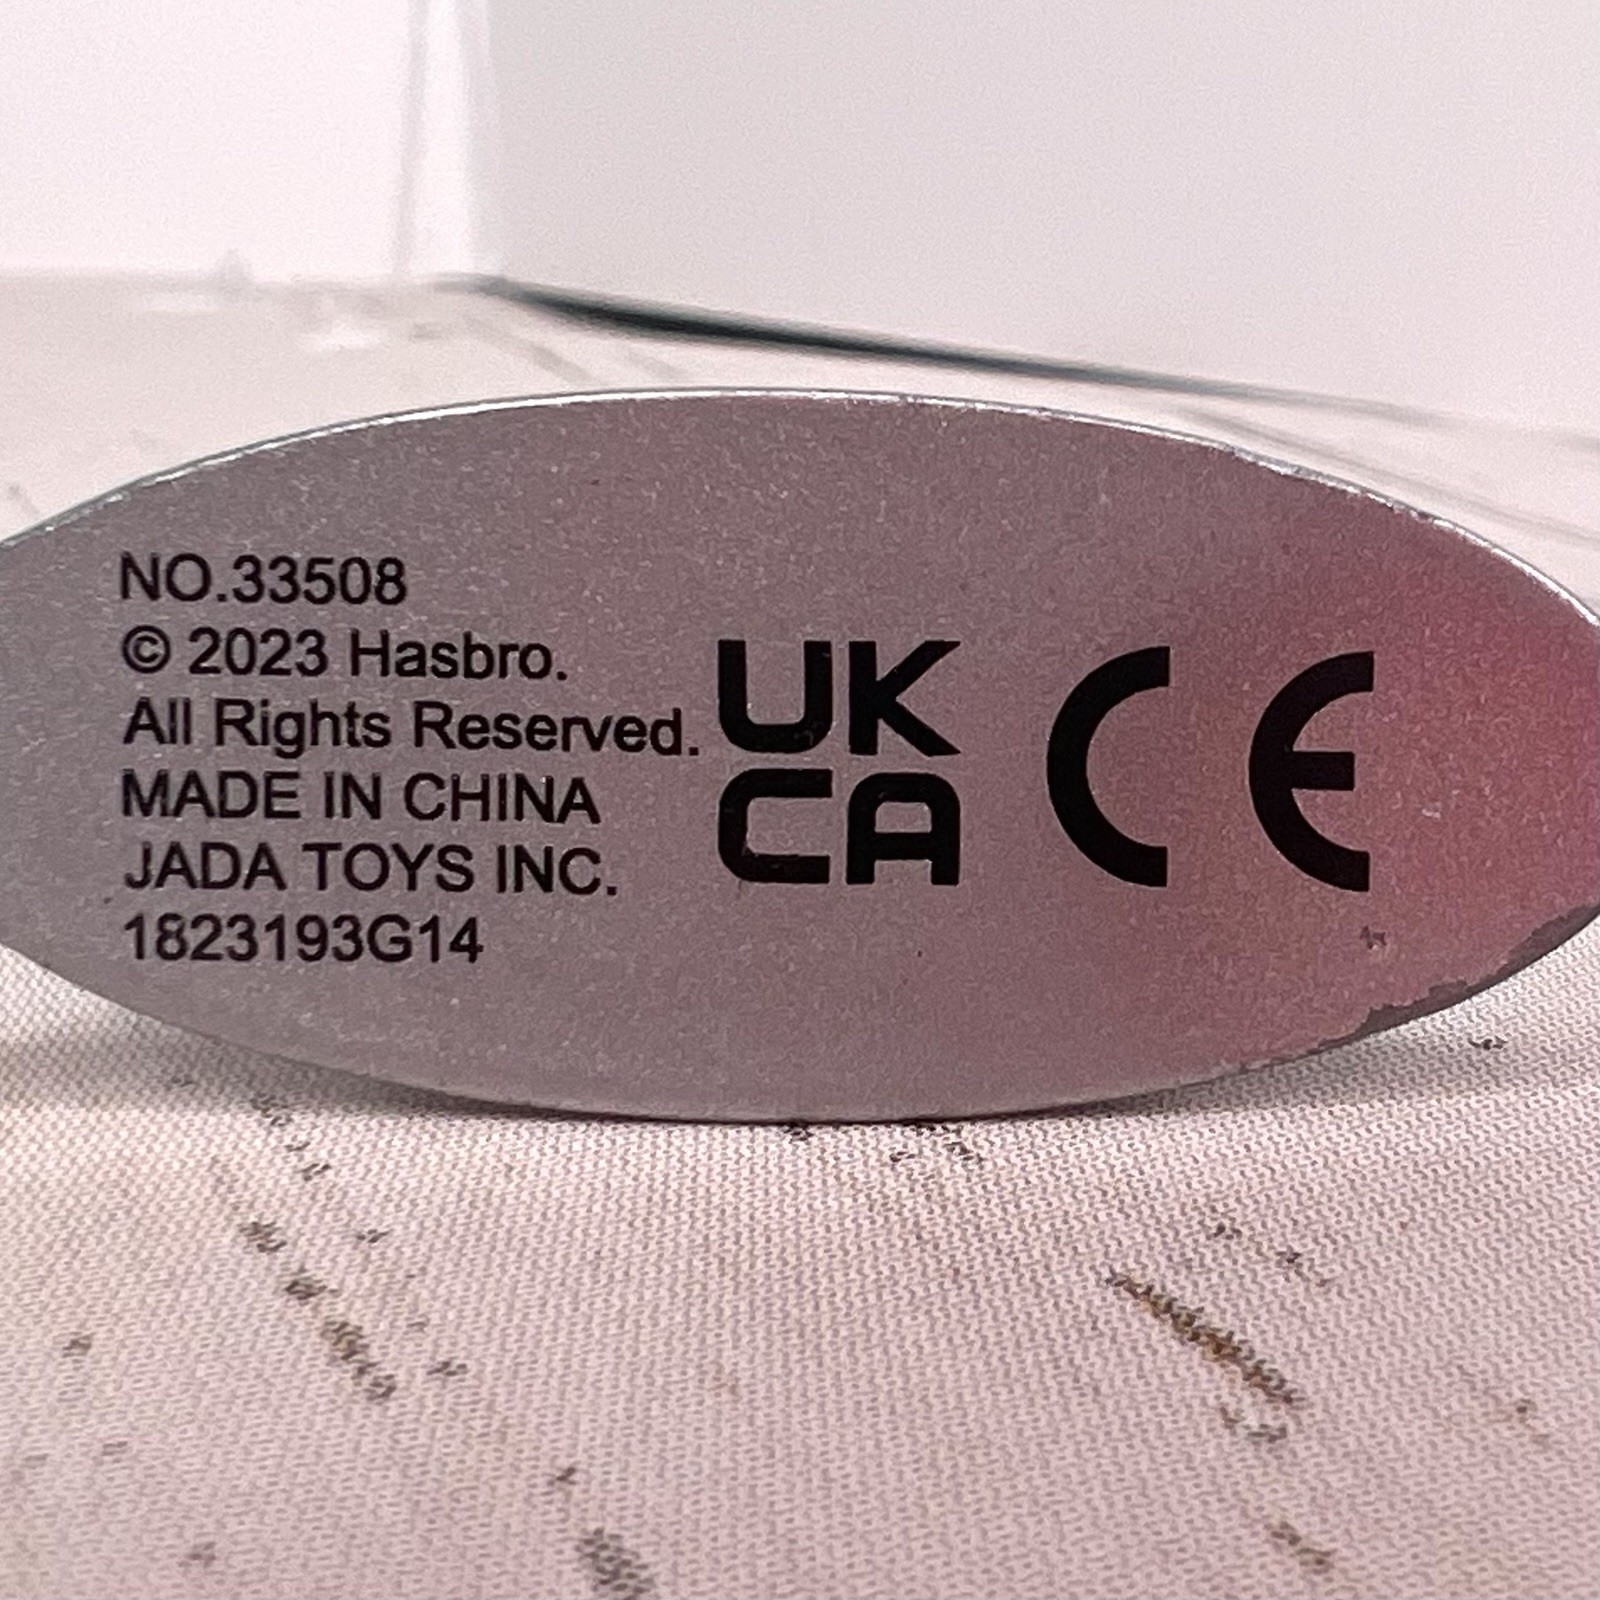 NO.33508
© 2023 Hasbro.
All Rights Reserved.
MADE IN CHINA
JADA TOYS INC.
1823193G14
UK
CA
CE